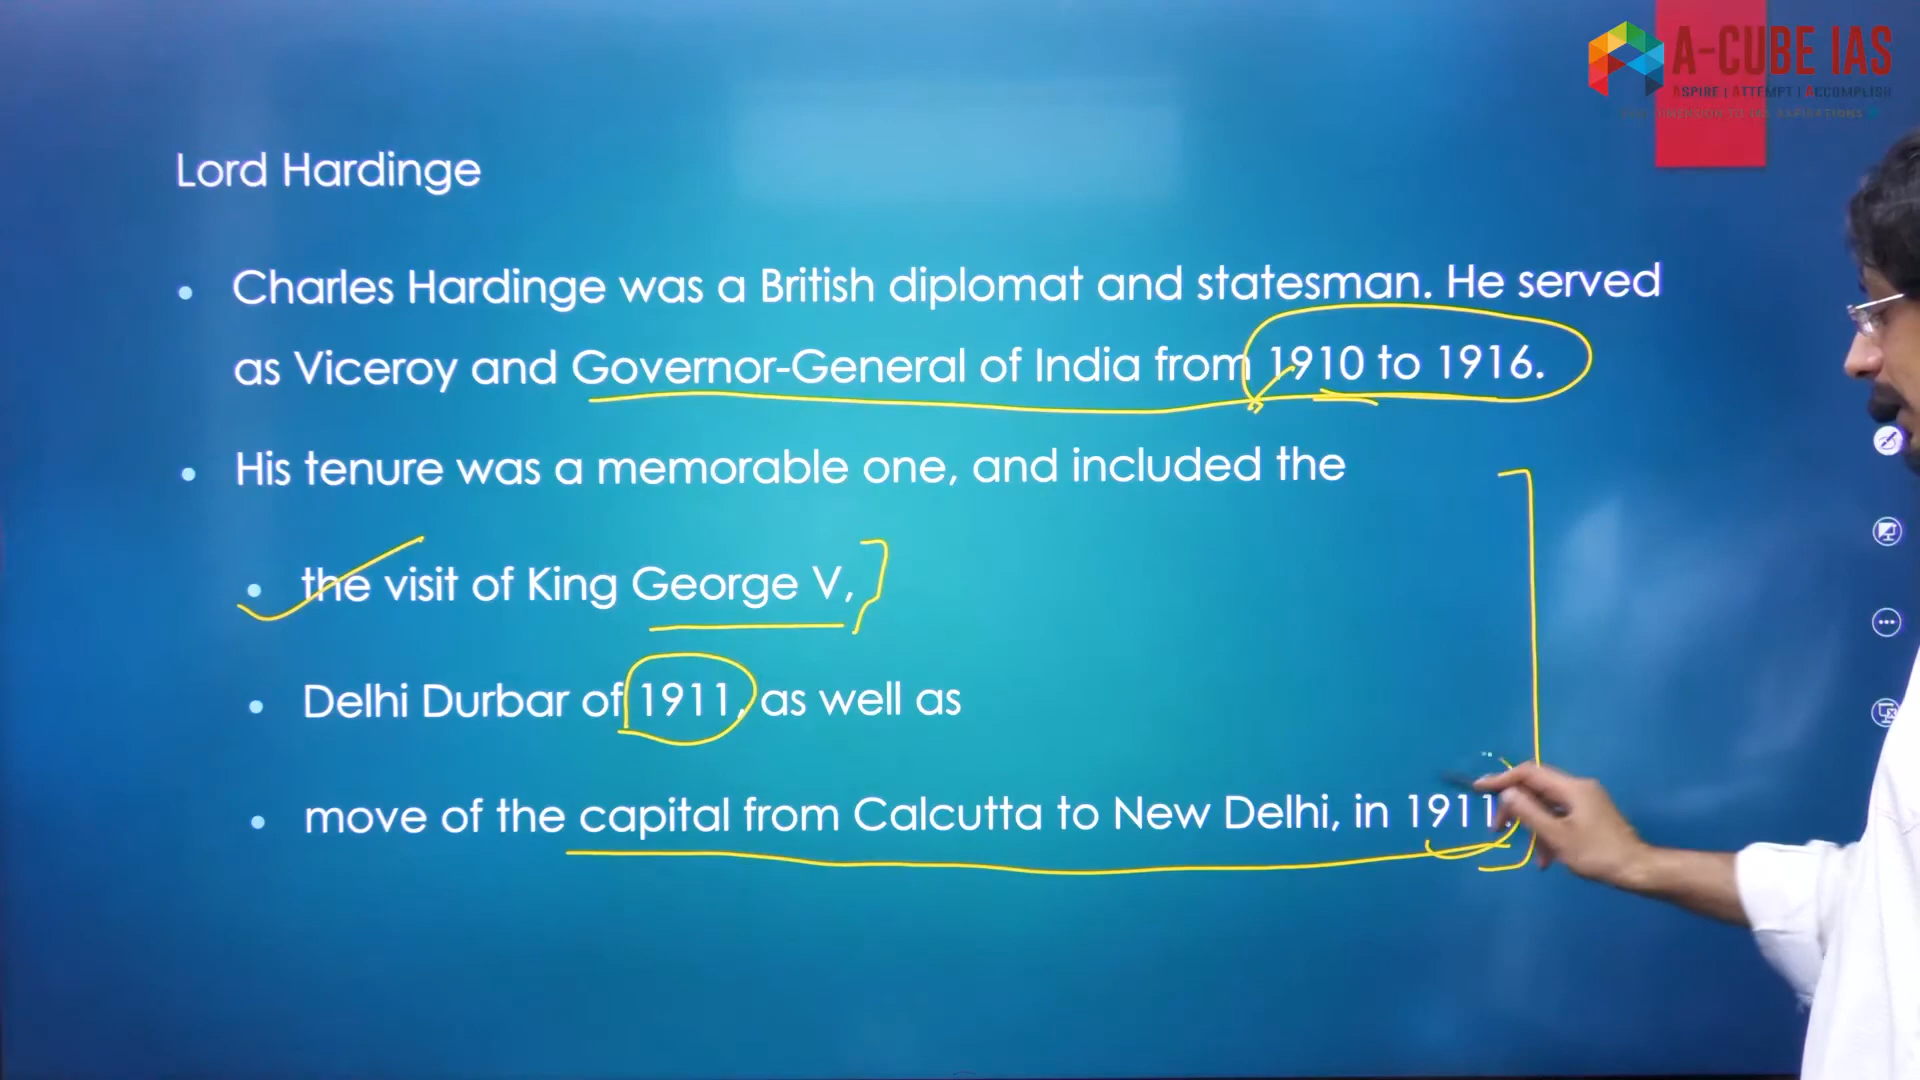 A-CUBE IAS
ASPIRE | ATTEMPT | ACCOMPLISH
Lord Hardinge
• Charles Hardinge was a British diplomat and statesman. He served
as Viceroy and Governor-General of India from 1910 to 1916.
• His tenure was a memorable one, and included the
• the visit of King George V,
• Delhi Durbar of 1911, as well as
• move of the capital from Calcutta to New Delhi, in 1911.